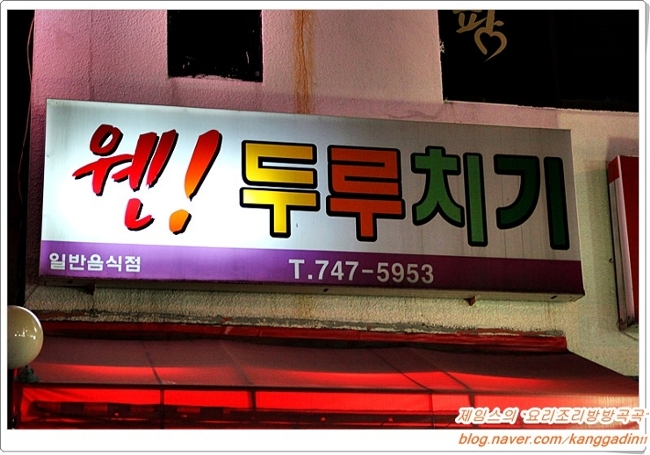 팡
웬! 두루치기
일반음식점 T.747-5953
제임스의 '요리조리방방곡곡'
blog.naver.com/kanggadinii